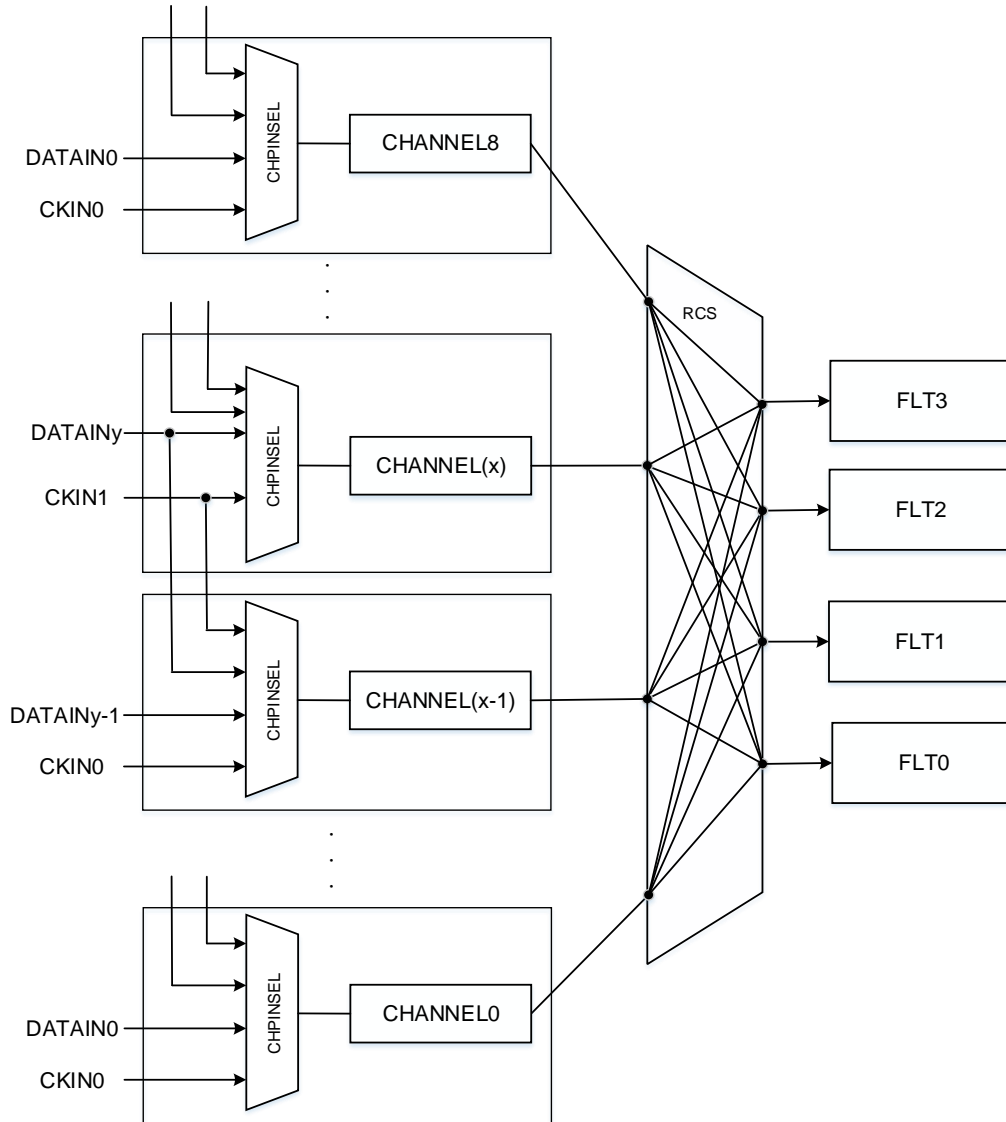 CHPINSEL
CHANNEL8
DATAIN0
CKIN0
RCS
FLT3
CHPINSEL
DATAINy
CHANNEL(x)
CKIN1
FLT2
CHPINSEL
FLT1
CHANNEL(x-1)
DATAINy-1
CKIN0
FLT0
CHPINSEL
CHANNEL0
DATAIN0
CKIN0